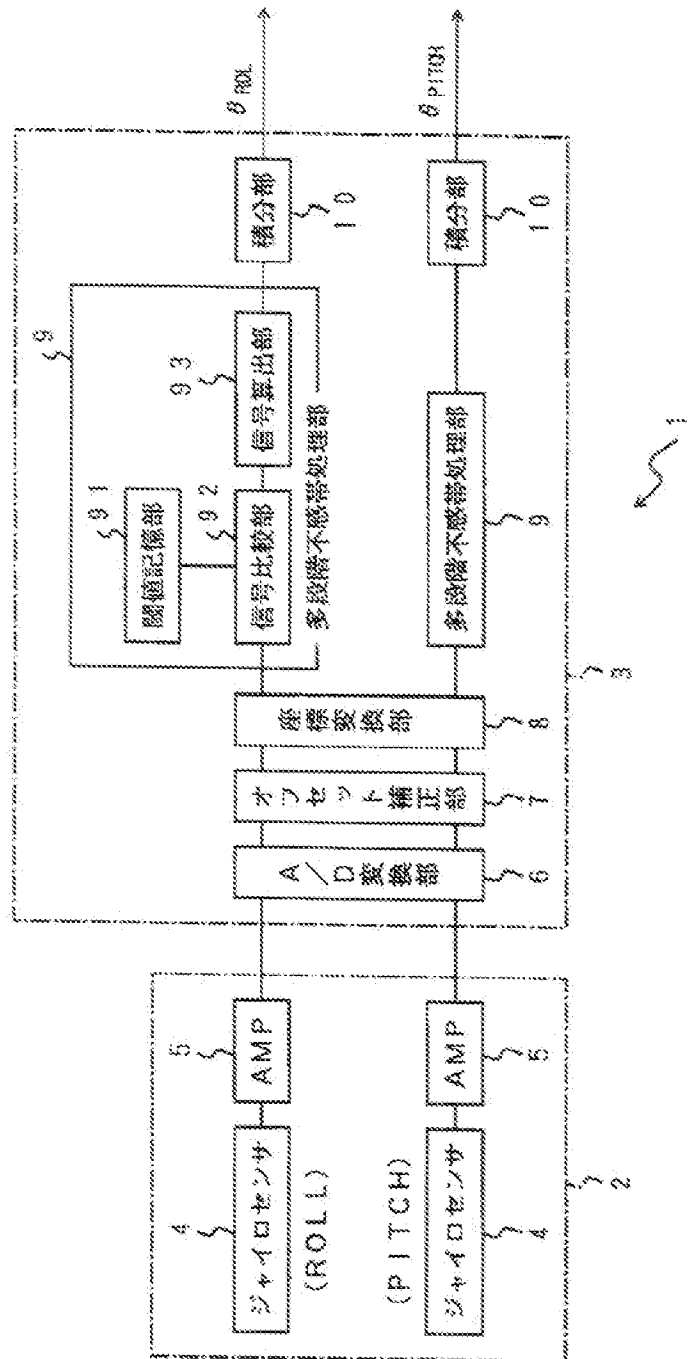 9
91
閾値記憶部
92
信号比較部
93
信号算出部
多段階不感帯処理部
積分部
10
θROL
4
ジャイロセンサ
(ROLL)
5
AMP
A/D変換部
6
オフセット補正部
7
座標変換部
8
(PITCH)
ジャイロセンサ
4
AMP
5
多段階不感帯処理部
9
積分部
10
θPITCH
2
3
1